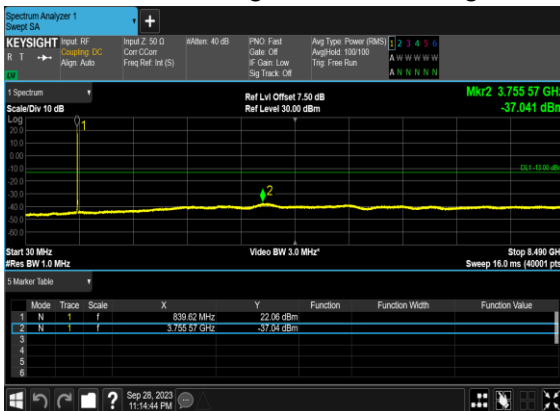 Spectrum Analyzer 1
Swept SA
KEYSIGHT Input: RF Input Z: 50 Ω #Atten: 40 dB PNO: Fast Avg Type: Power (RMS) 1 2 3 4 5 6
R T Coupling: DC Corr CCorr Gate: Off Avg|Hold: 100/100 A W W W W W
Align: Auto Freq Ref: Int (S) IF Gain: Low Trig: Free Run
Sig Track: Off A N N N N N
LXI
1 Spectrum Ref Lvl Offset 7.50 dB Mkr2 3.755 57 GHz
Scale/Div 10 dB Ref Level 30.00 dBm -37.041 dBm
Log
20.0
1
10.0
0.00
-10.0
DL1 -13.00 dBm
-20.0
-30.0
2
-40.0
-50.0
-60.0
Start 30 MHz Video BW 3.0 MHz* Stop 8.490 GHz
#Res BW 1.0 MHz Sweep 16.0 ms (40001 pts)
5 Marker Table
Mode Trace Scale X Y Function Function Width Function Value
1 N 1 f 839.62 MHz 22.06 dBm
2 N 1 f 3.755 57 GHz -37.04 dBm
3
4
5
6
? Sep 28, 2023
11:14:44 PM